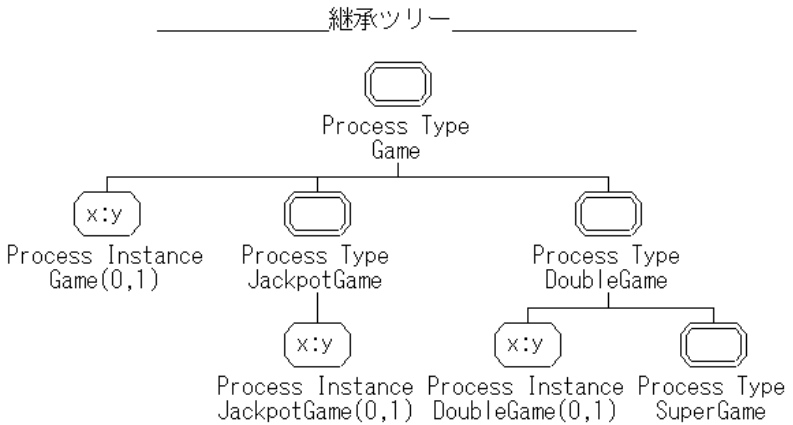 継承ツリー
Process Type
Game
x:y
Process Instance
Game(0,1)
Process Type
JackpotGame
Process Type
DoubleGame
x:y
Process Instance
JackpotGame(0,1)
x:y
Process Instance
DoubleGame(0,1)
Process Type
SuperGame